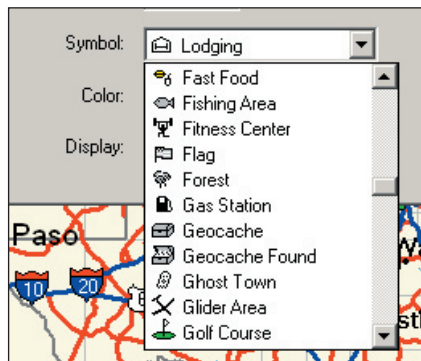 Symbol:
Lodging
Color:
Display:
Fast Food
Fishing Area
Fitness Center
Flag
Forest
Gas Station
Geocache
Geocache Found
Ghost Town
Glider Area
Golf Course
Paso
10
20